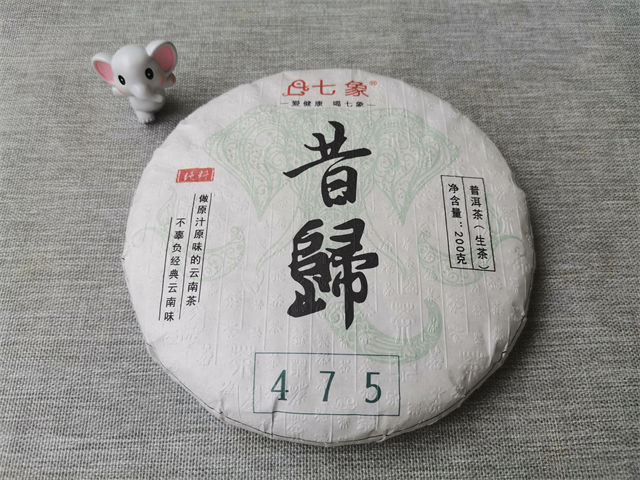 七象®
爱健康 喝七象
昔歸
纯料
做原汁原味的云南茶
不辜负经典云南味
普洱茶（生茶）
净含量：200克
475